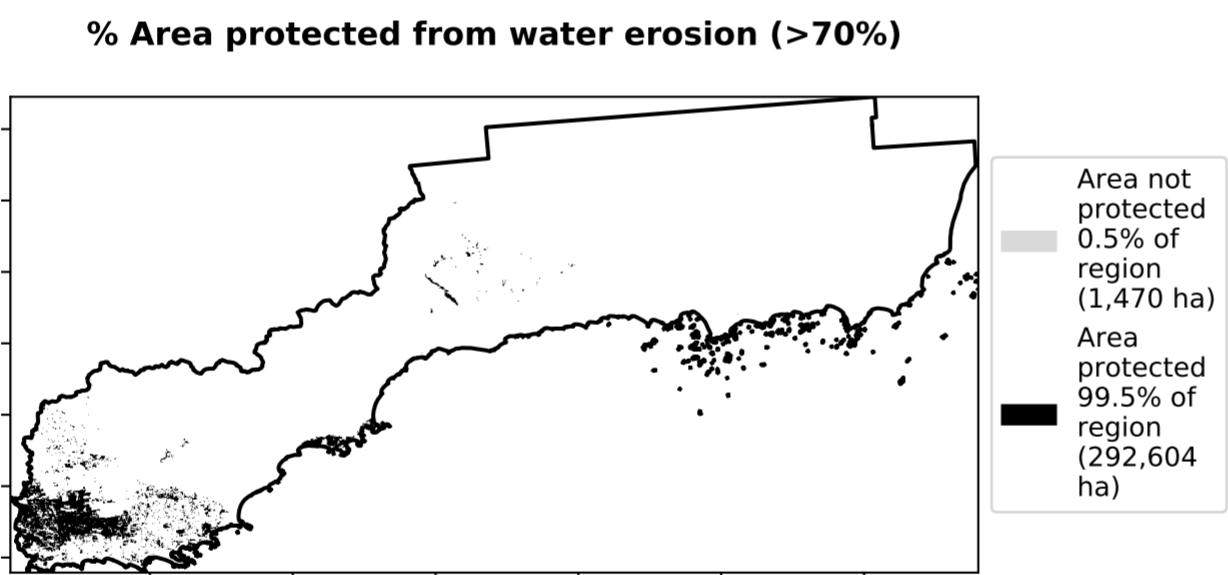 % Area protected from water erosion (>70%)
Area not
protected
0.5% of
region
(1,470 ha)
Area
protected
99.5% of
region
(292,604
ha)